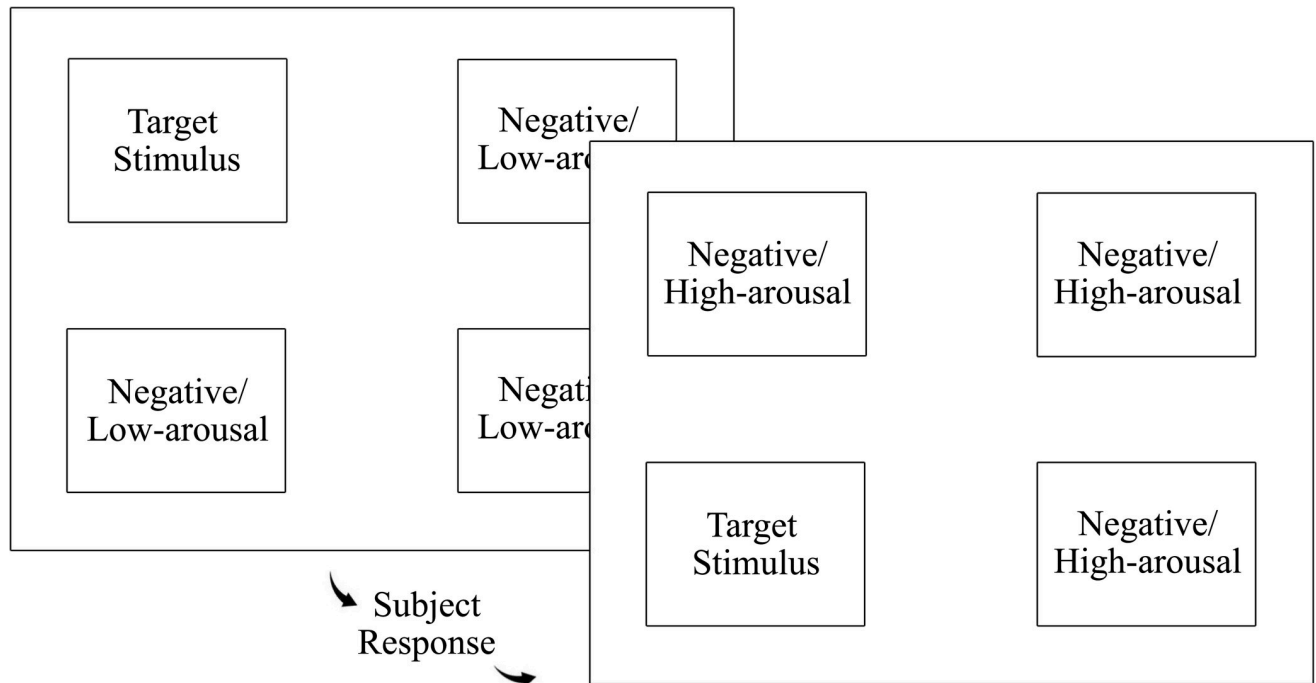 Target
Stimulus
Negative/
Low-aro
Negative/
Low-arousal
Negati
Low-aro
Subject
Response
Negative/
High-arousal
Negative/
High-arousal
Target
Stimulus
Negative/
High-arousal